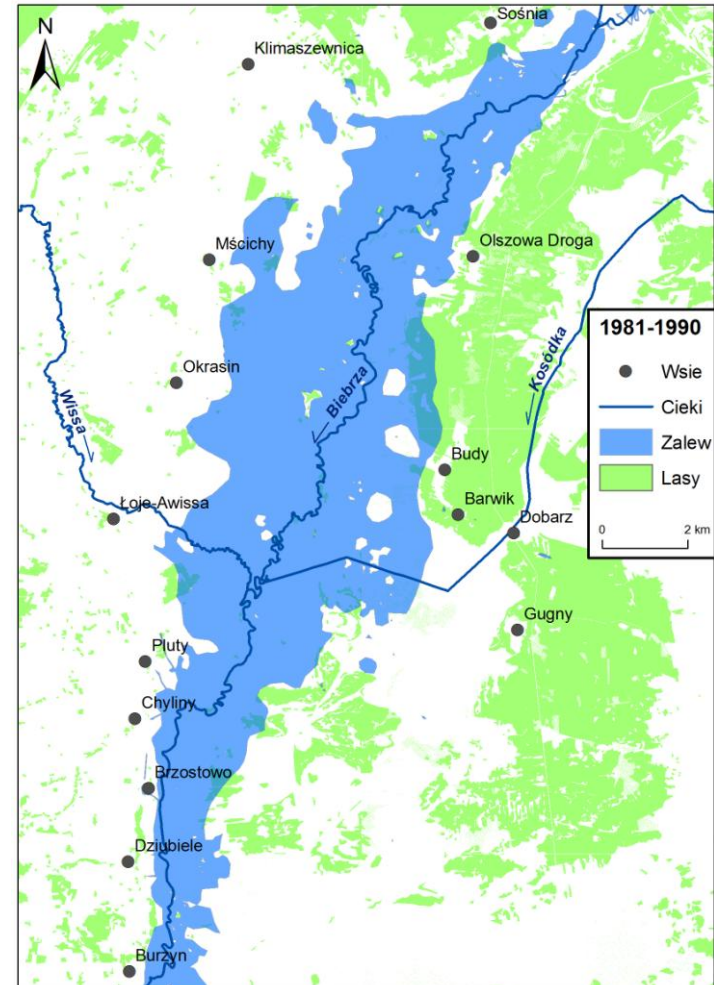 N
Sośnia
Klimaszewnica
Mścichy
Olszowa Droga
Okrasin
Wissa
Biebrza
Kosódka
Łoje-Awissa
Budy
Barwik
Dobarz
Gugny
Pluty
Chyliny
Brzostowo
Dziubiele
Burzyn
1981-1990
Wsie
Cieki
Zalew
Lasy
0 2 km